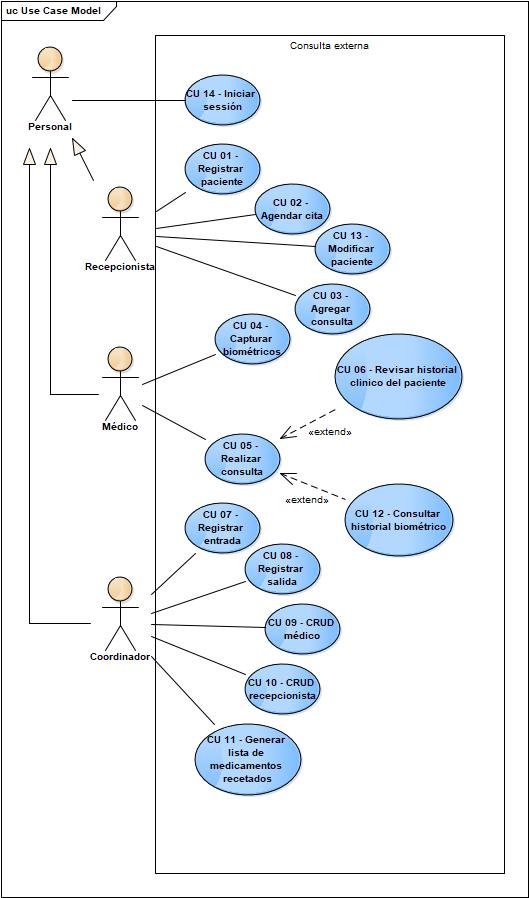 uc Use Case Model
Consulta externa
CU 14 - Iniciar
sessión
Personal
CU 01 -
Registrar
paciente
CU 02 -
Agendar cita
CU 13 -
Modificar
paciente
Recepcionista
CU 03 -
Agregar
consulta
CU 04 -
Capturar
biométricos
CU 06 - Revisar historial
clinico del paciente
Médico
«extend»
CU 05 -
Realizar
consulta
«extend»
CU 12 - Consultar
historial biométrico
CU 07 -
Registrar
entrada
CU 08 -
Registrar
salida
CU 09 - CRUD
médico
Coordinador
CU 10 - CRUD
recepcionista
CU 11 - Generar
lista de
medicamentos
recetados